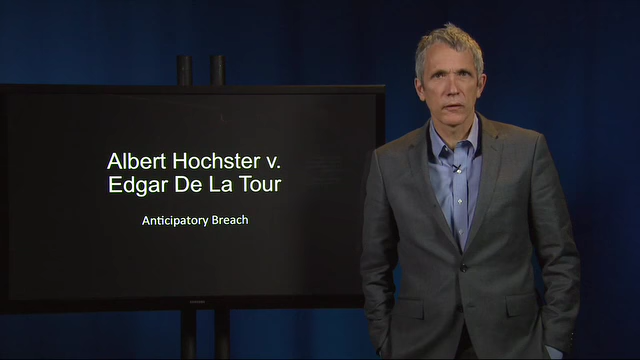 Albert Hochster v.
Edgar De La Tour
Anticipatory Breach